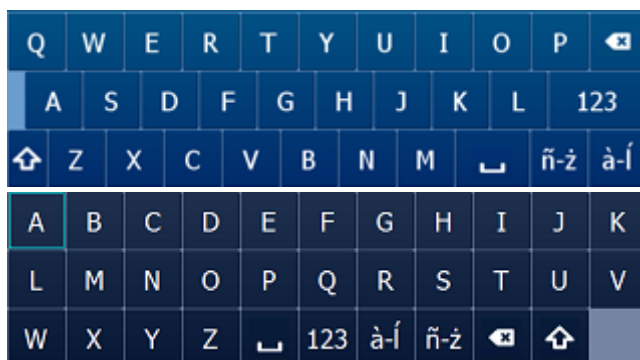 Q W E R T Y U I O P
A S D F G H J K L 123
Z X C V B N M ñ-ż à-Í
A B C D E F G H I J K
L M N O P Q R S T U V
W X Y Z 123 à-Í ñ-ż